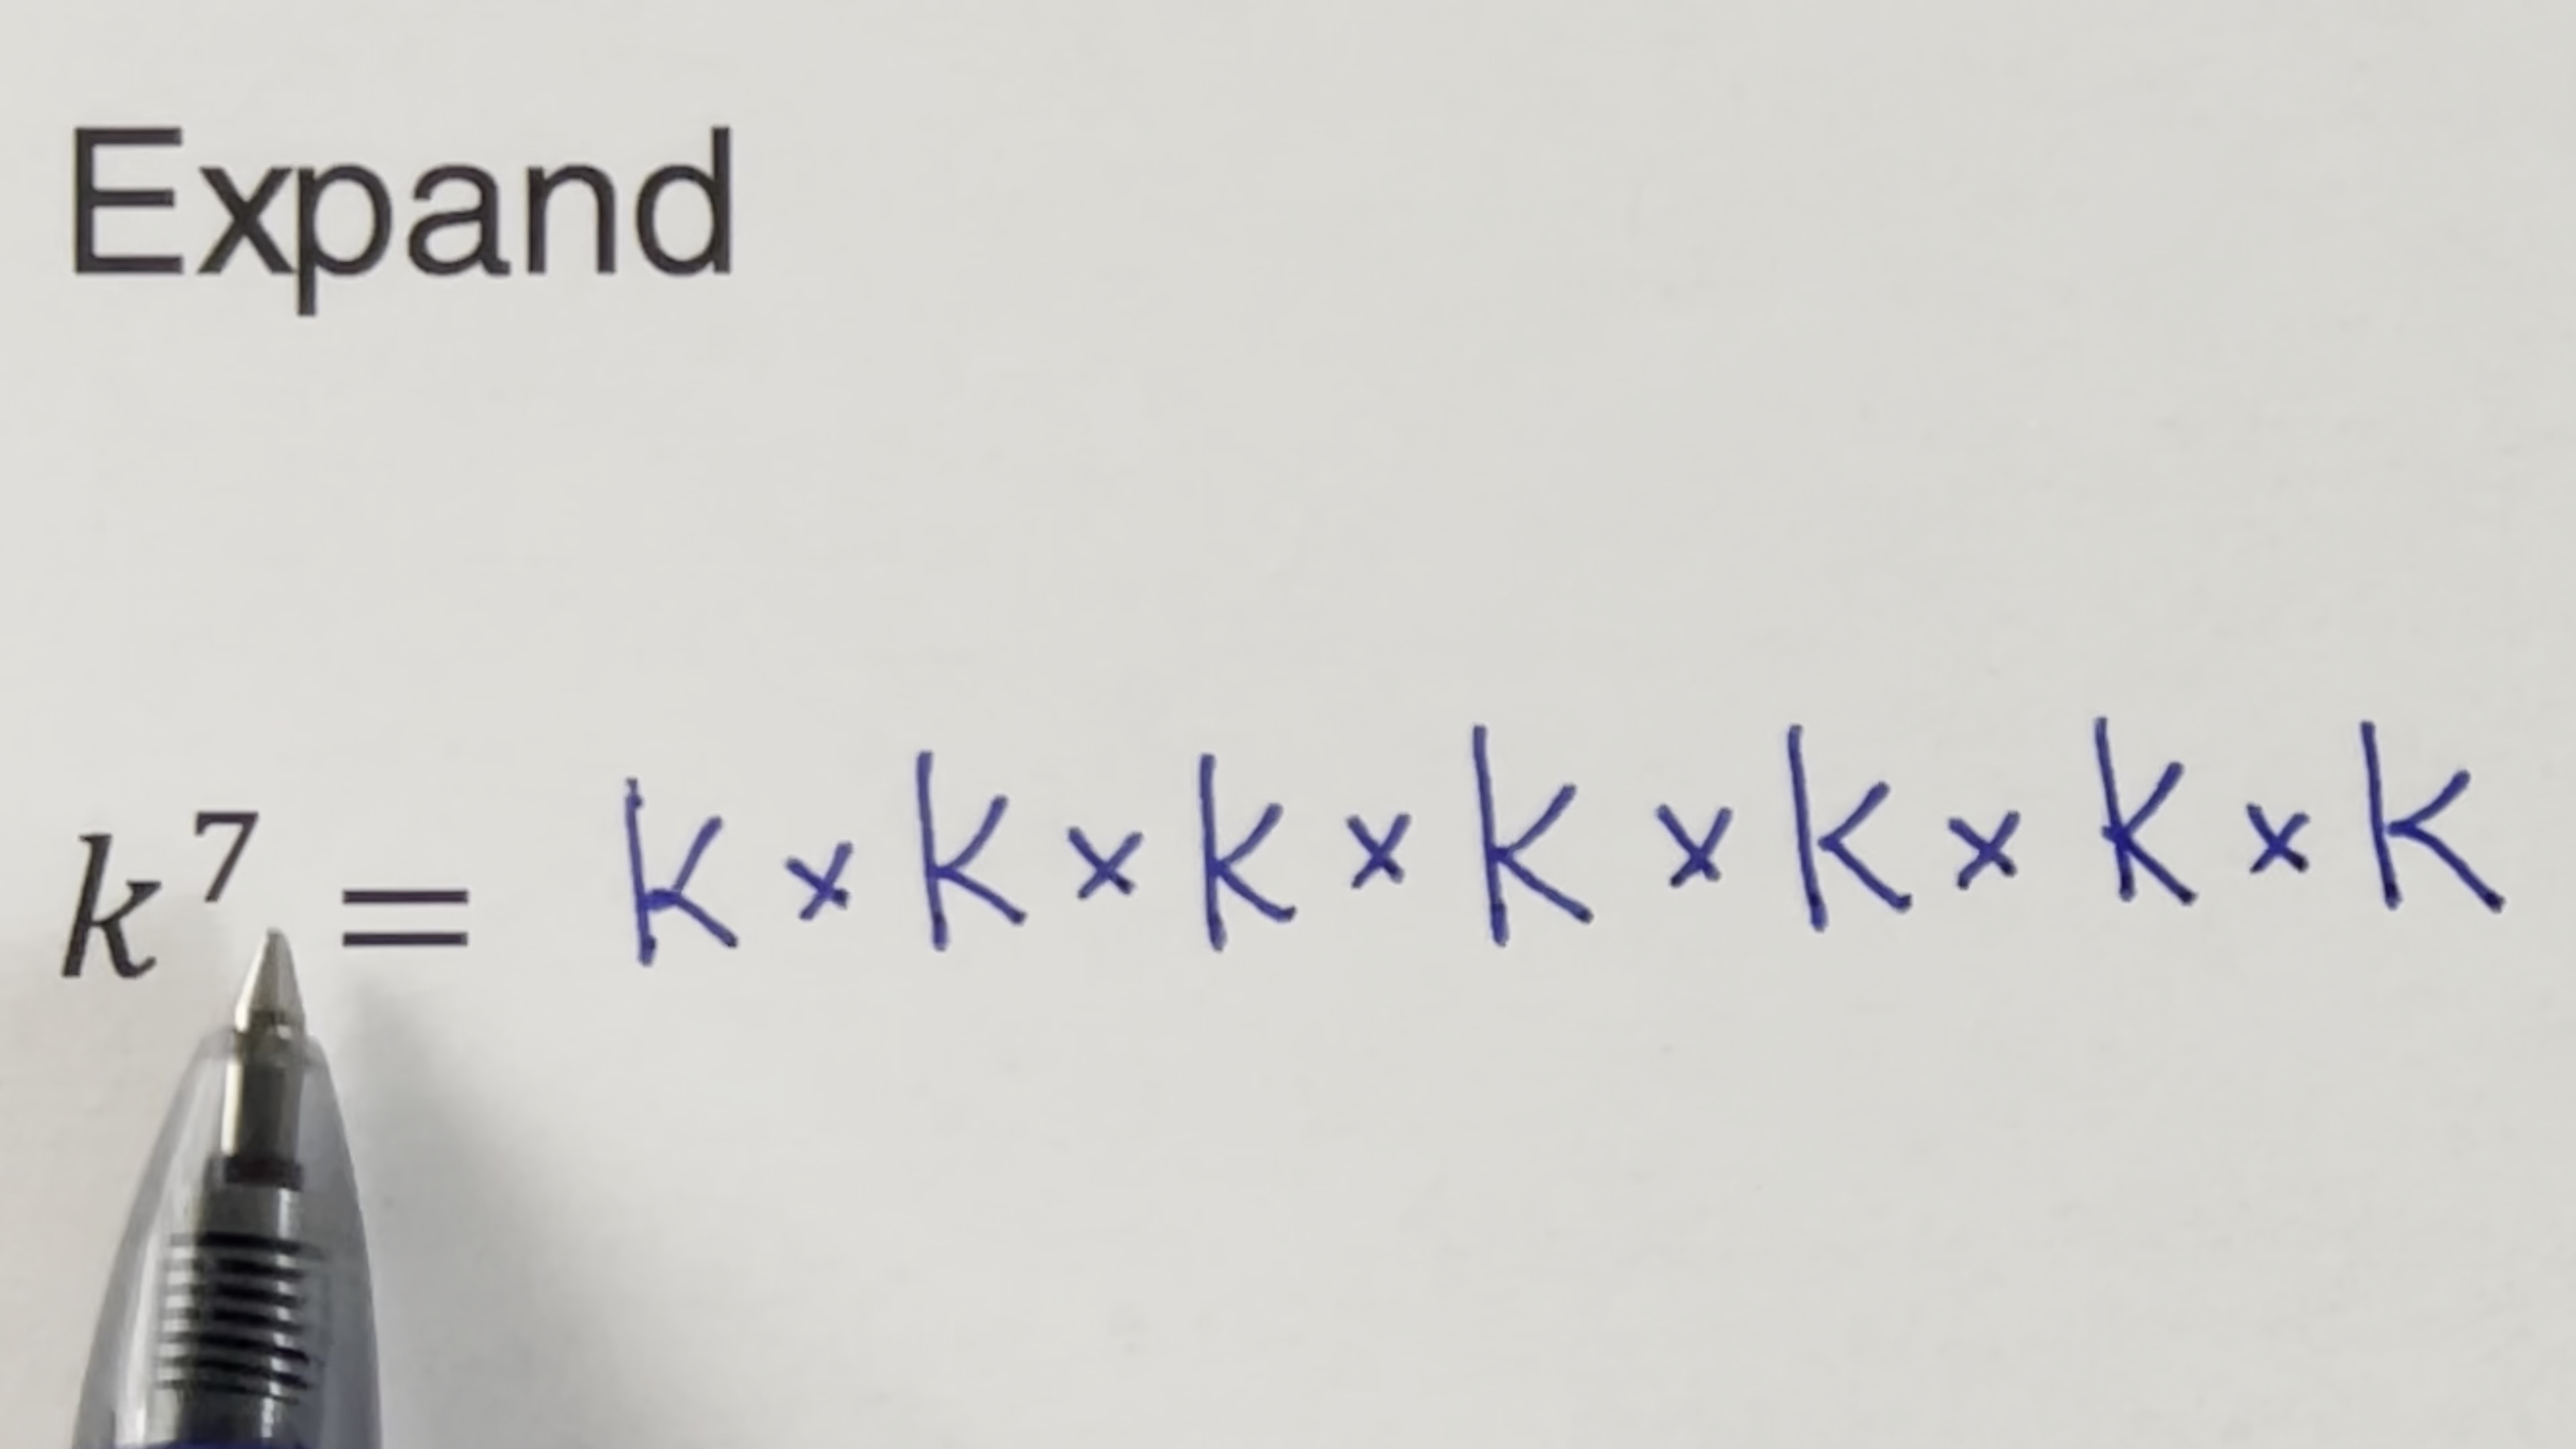 Expand
k⁷ = k × k × k × k × k × k × k